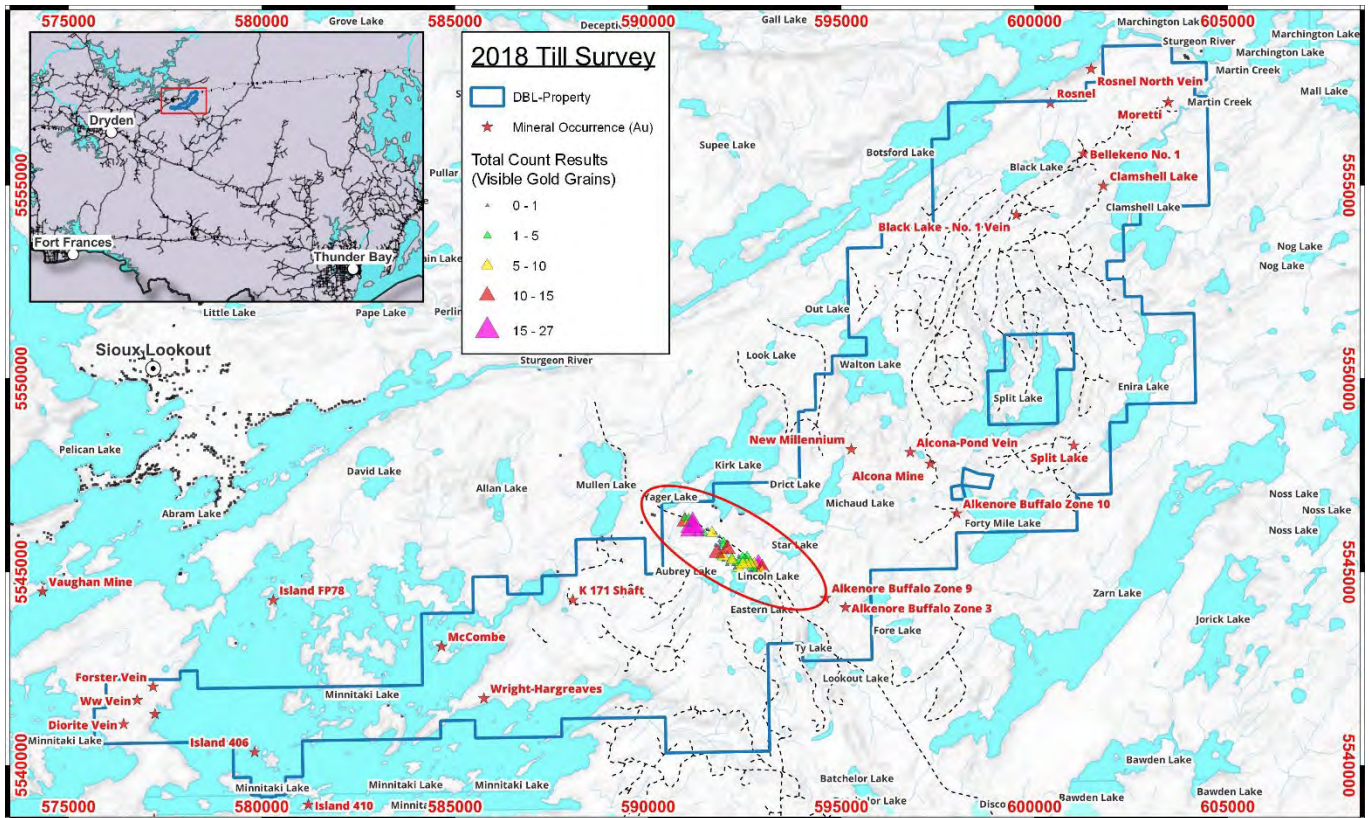 575000
580000
585000
590000
595000
600000
605000
Grove Lake
Gall Lake
Marchington Lak
Sturgeon River
Marchington Lake
Marchington Lake
Martin Creek
Mall Lake
Martin Creek
Rosnel North Vein
Rosnel
Moretti
2018 Till Survey
DBL-Property
Mineral Occurrence (Au)
Total Count Results
(Visible Gold Grains)
0 - 1
1 - 5
5 - 10
10 - 15
15 - 27
Dryden
Fort Frances
Thunder Bay
Supee Lake
Botsford Lake
Black Lake
Bellekeno No. 1
Clamshell Lake
Clamshell Lake
Pullar
5555000
5555000
Black Lake - No. 1 Vein
Nog Lake
Nog Lake
ain Lake
Little Lake
Pape Lake
Perlin
Out Lake
Sioux Lookout
Sturgeon River
Look Lake
Walton Lake
Enira Lake
5550000
5550000
Split Lake
Pelican Lake
New Millennium
Alcona-Pond Vein
Split Lake
David Lake
Kirk Lake
Alcona Mine
Allan Lake
Mullen Lake
Drict Lake
Yager Lake
Michaud Lake
Alkenore Buffalo Zone 10
Noss Lake
Noss Lake
Noss Lake
Abram Lake
Forty Mile Lake
Star Lake
5545000
5545000
Vaughan Mine
Island FP78
K 171 Shaft
Aubrey Lake
Lincoln Lake
Alkenore Buffalo Zone 9
Zarn Lake
Eastern Lake
Alkenore Buffalo Zone 3
Jorick Lake
Fore Lake
McCombe
Ty Lake
Forster Vein
Lookout Lake
Minnitaki Lake
Wright-Hargreaves
Ww Vein
Diorite Vein
Minnitaki Lake
Island 406
5540000
5540000
Bawden Lake
Batchelor Lake
Minnitaki Lake
Minnitaki Lake
Minnitaki Lake
Island 410
Minnita
lor Lake
Disco
Bawden Lake
Bawden Lake
575000
580000
585000
590000
595000
600000
605000